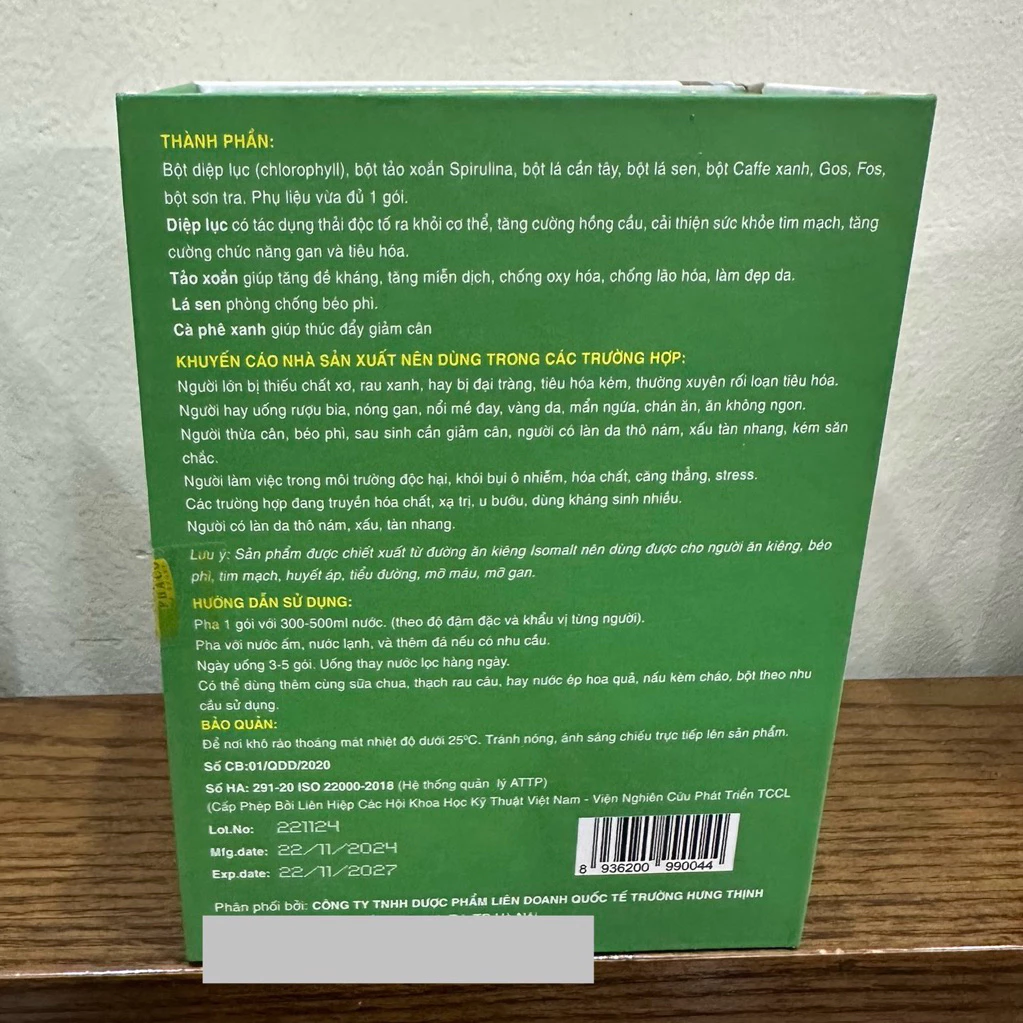 THÀNH PHẦN:
Bột diệp lục (chlorophyll), bột tảo xoắn Spirulina, bột lá cần tây, bột lá sen, bột Caffe xanh, Gos, Fos,
bột sơn tra. Phụ liệu vừa đủ 1 gói.
Diệp lục có tác dụng thải độc tố ra khỏi cơ thể, tăng cường hồng cầu, cải thiện sức khỏe tim mạch, tăng
cường chức năng gan và tiêu hóa.
Tảo xoắn giúp tăng đề kháng, tăng miễn dịch, chống oxy hóa, chống lão hóa, làm đẹp da.
Lá sen phòng chống béo phì.
Cà phê xanh giúp thúc đẩy giảm cân
KHUYẾN CÁO NHÀ SẢN XUẤT NÊN DÙNG TRONG CÁC TRƯỜNG HỢP:
Người lớn bị thiếu chất xơ, rau xanh, hay bị đại tràng, tiêu hóa kém, thường xuyên rối loạn tiêu hóa.
Người hay uống rượu bia, nóng gan, nổi mề đay, vàng da, mẩn ngứa, chán ăn, ăn không ngon.
Người thừa cân, béo phì, sau sinh cần giảm cân, người có làn da thô nám, xấu tàn nhang, kém săn
chắc.
Người làm việc trong môi trường độc hại, khói bụi ô nhiễm, hóa chất, căng thẳng, stress.
Các trường hợp đang truyền hóa chất, xạ trị, u bướu, dùng kháng sinh nhiều.
Người có làn da thô nám, xấu, tàn nhang.
Lưu ý: Sản phẩm được chiết xuất từ đường ăn kiêng Isomalt nên dùng được cho người ăn kiêng, béo
phì, tim mạch, huyết áp, tiểu đường, mỡ máu, mỡ gan.
HƯỚNG DẪN SỬ DỤNG:
Pha 1 gói với 300-500ml nước. (theo độ đậm đặc và khẩu vị từng người).
Pha với nước ấm, nước lạnh, và thêm đá nếu có nhu cầu.
Ngày uống 3-5 gói. Uống thay nước lọc hàng ngày.
Có thể dùng thêm cùng sữa chua, thạch rau câu, hay nước ép hoa quả, nấu kèm cháo, bột theo nhu
cầu sử dụng.
BẢO QUẢN:
Để nơi khô ráo thoáng mát nhiệt độ dưới 25ºC. Tránh nóng, ánh sáng chiếu trực tiếp lên sản phẩm.
Số CB:01/QDD/2020
Số HA: 291-20 ISO 22000-2018 (Hệ thống quản lý ATTP)
(Cấp Phép Bởi Liên Hiệp Các Hội Khoa Học Kỹ Thuật Việt Nam - Viện Nghiên Cứu Phát Triển TCCL
Lot.No: 221124
Mfg.date: 22/11/2024
Exp.date: 22/11/2027
8 936200 990044
Phân phối bởi: CÔNG TY TNHH DƯỢC PHẨM LIÊN DOANH QUỐC TẾ TRƯỜNG HƯNG THỊNH